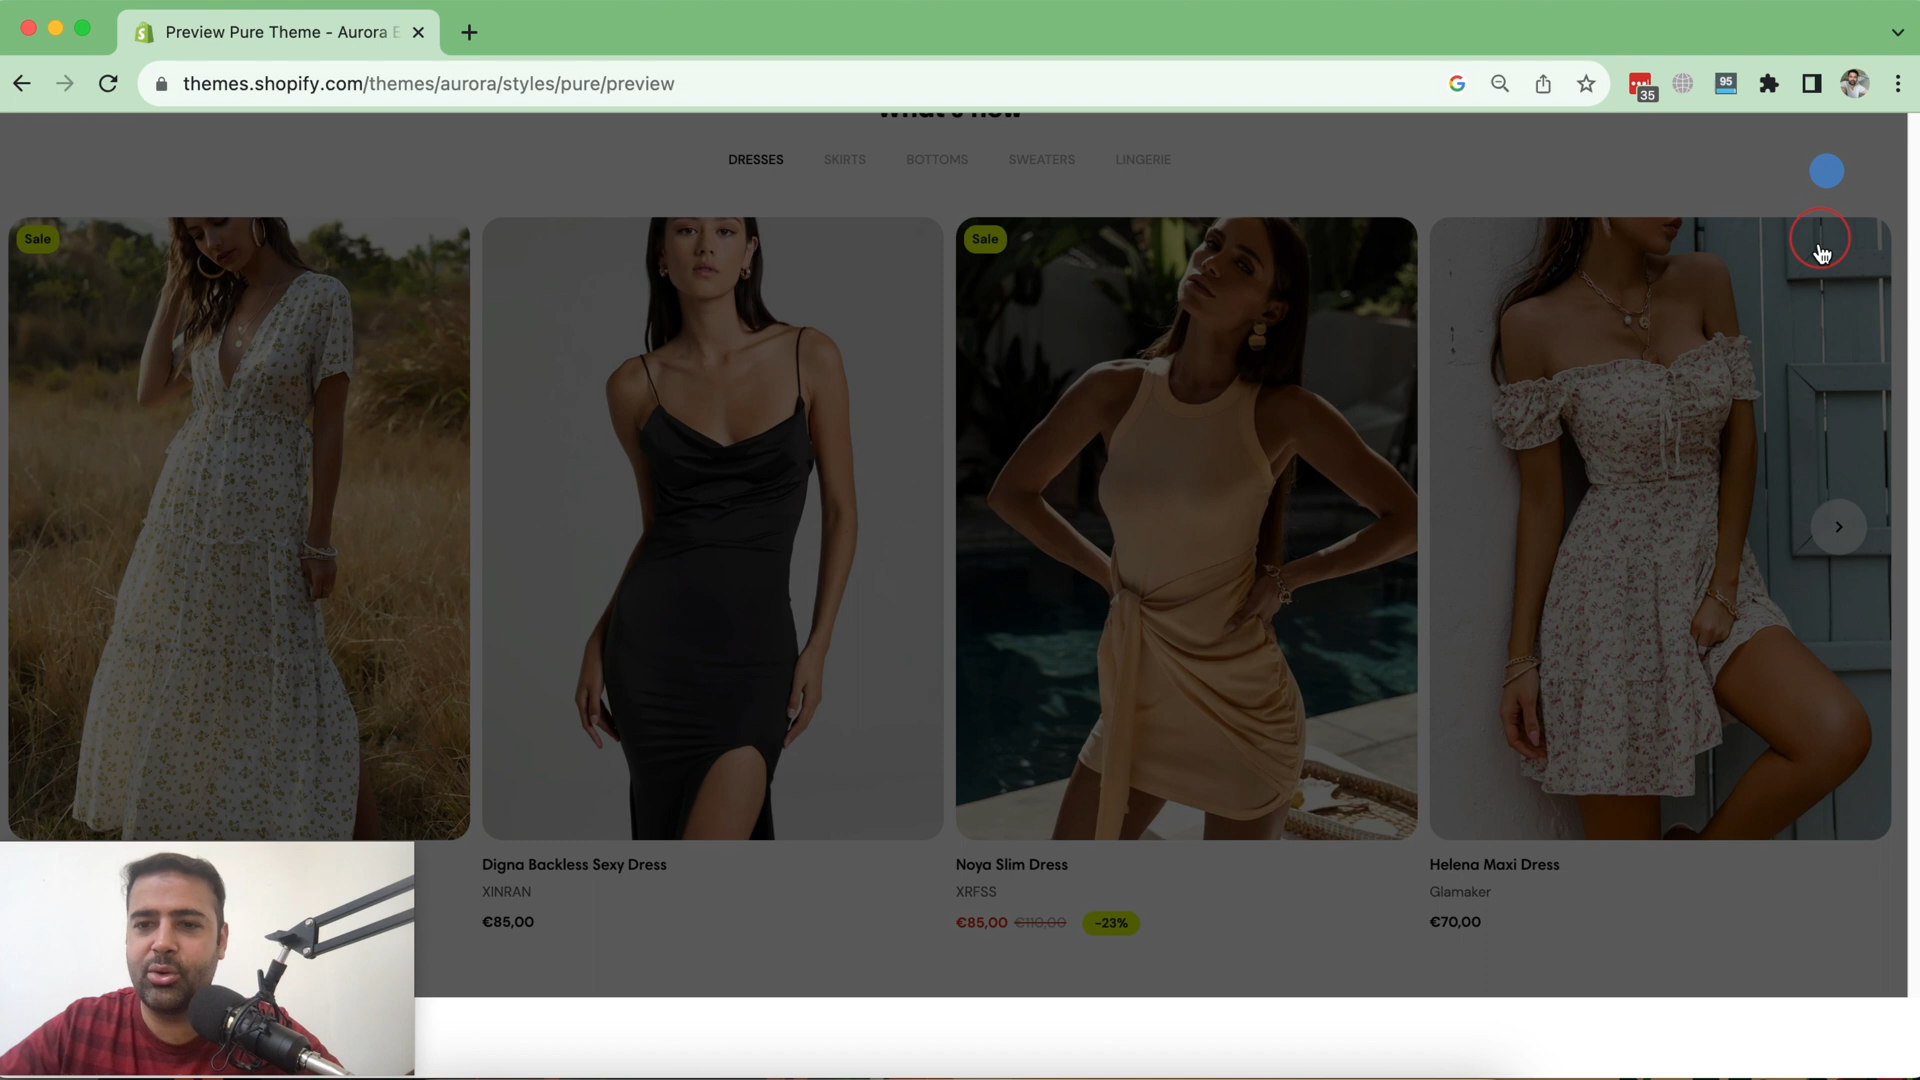 Preview Pure Theme - Aurora E
themes.shopify.com/themes/aurora/styles/pure/preview
35
95
What's new
DRESSES SKIRTS BOTTOMS SWEATERS LINGERIE
Sale
Sale
Digna Backless Sexy Dress
XINRAN
€85,00
Noya Slim Dress
XRFSS
€85,00 €110,00 -23%
Helena Maxi Dress
Glamaker
€70,00